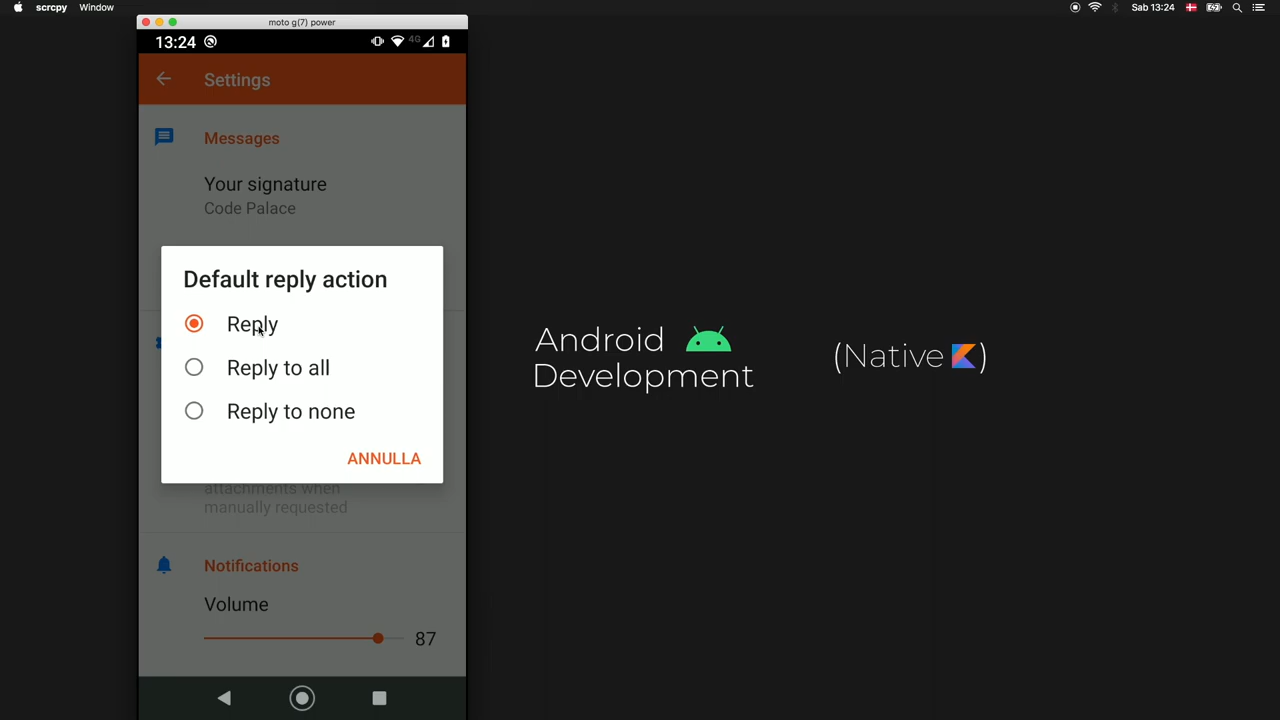 scrcpy Window
Sab 13:24
moto g(7) power
13:24
4G
Settings
Messages
Your signature
Code Palace
Default reply action
Reply
Reply to all
Reply to none
ANNULLA
attachments when
manually requested
Notifications
Volume
87
Android
Development
(Native )